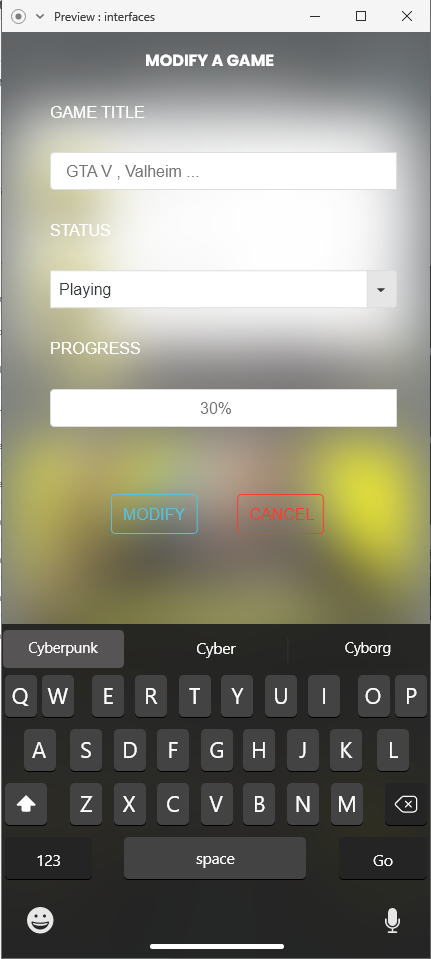 Preview : interfaces
MODIFY A GAME
GAME TITLE
GTA V , Valheim ...
STATUS
Playing
PROGRESS
30%
MODIFY CANCEL
Cyberpunk Cyber Cyborg
Q W E R T Y U I O P
A S D F G H J K L
Z X C V B N M
123 space Go